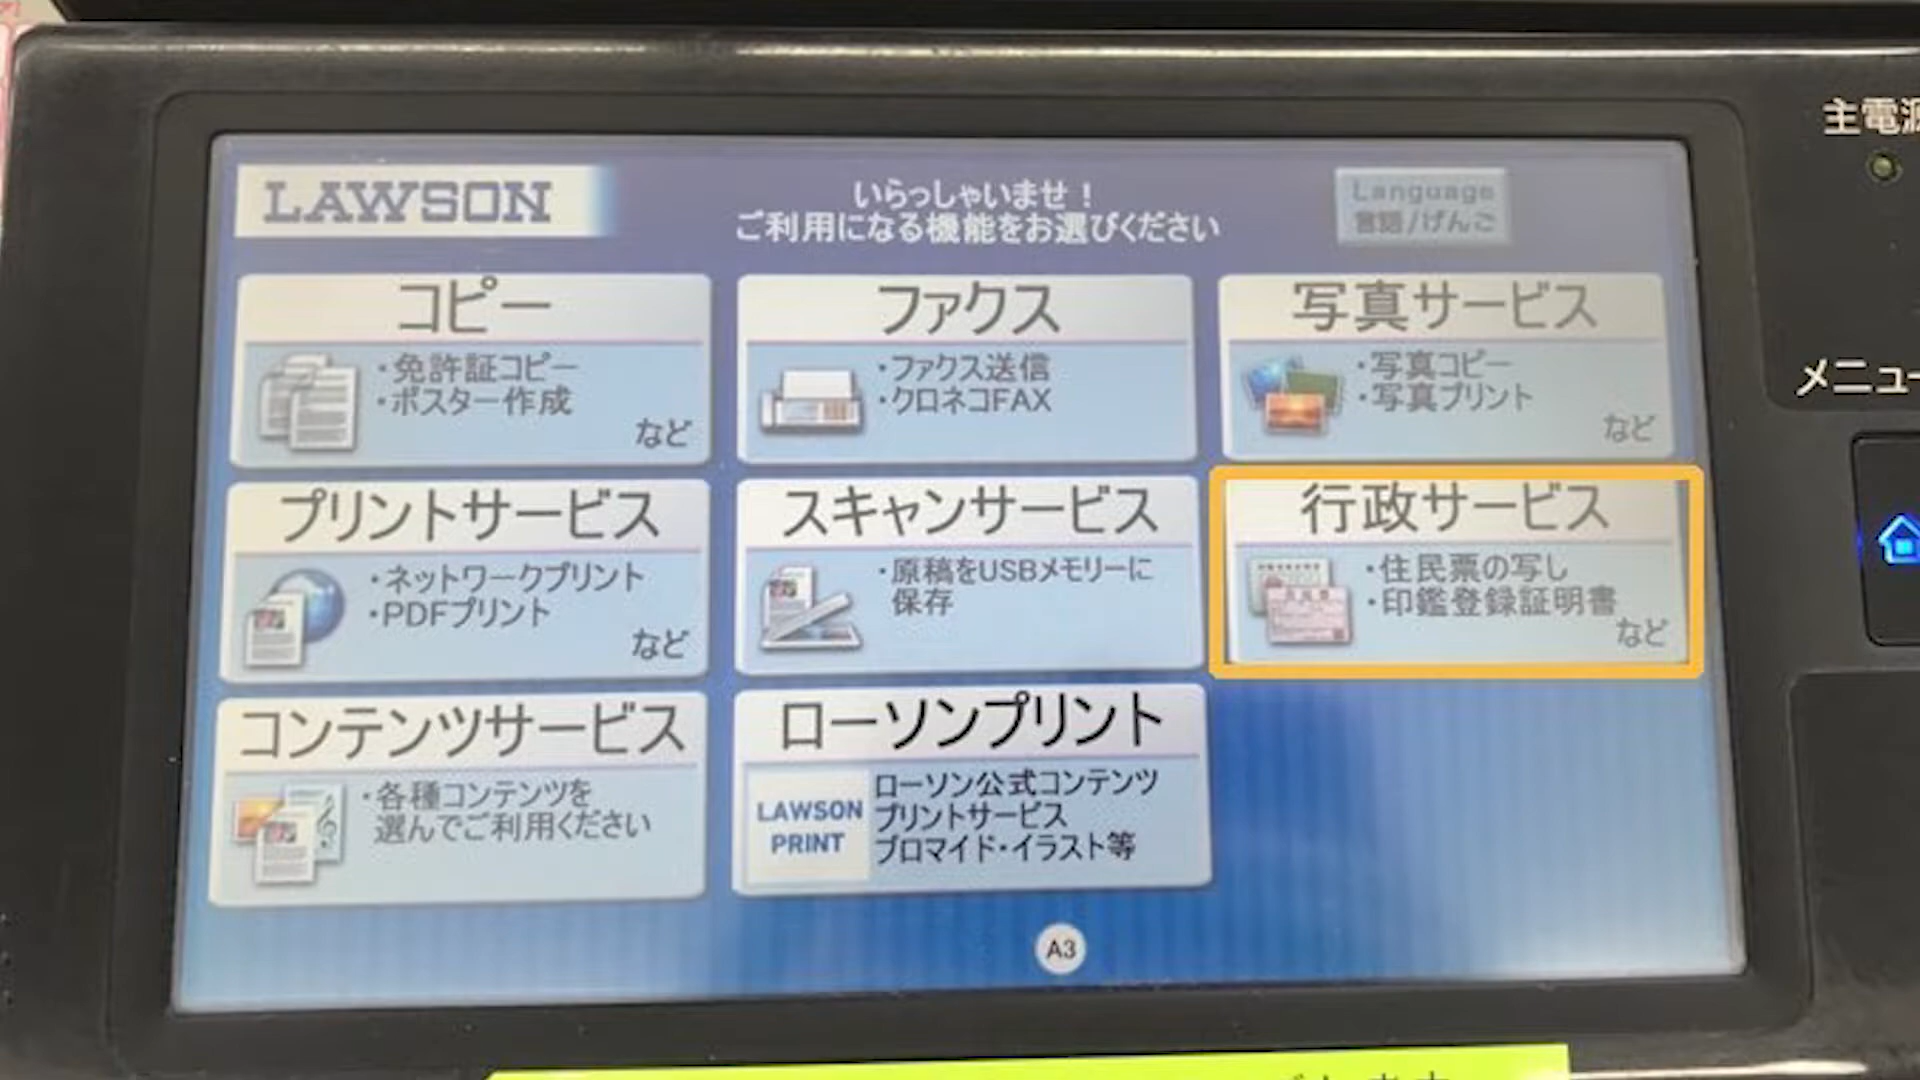 主電源
LAWSON
いらっしゃいませ！
ご利用になる機能をお選びください
Language
言語/げんご
コピー
・免許証コピー
・ポスター作成
など
ファクス
・ファクス送信
・クロネコFAX
写真サービス
・写真コピー
・写真プリント
など
メニュー
プリントサービス
・ネットワークプリント
・PDFプリント
など
スキャンサービス
・原稿をUSBメモリーに
保存
行政サービス
・住民票の写し
・印鑑登録証明書
など
コンテンツサービス
・各種コンテンツを
選んでご利用ください
ローソンプリント
LAWSON
PRINT
ローソン公式コンテンツ
プリントサービス
ブロマイド・イラスト等
A3